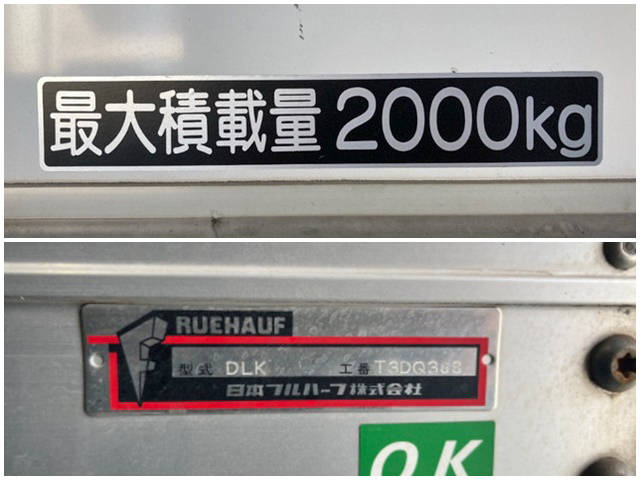 最大積載量 2000kg
RUEHAUF
型式 DLK 工番 T3DQ388
日本フルハーフ株式会社
OK